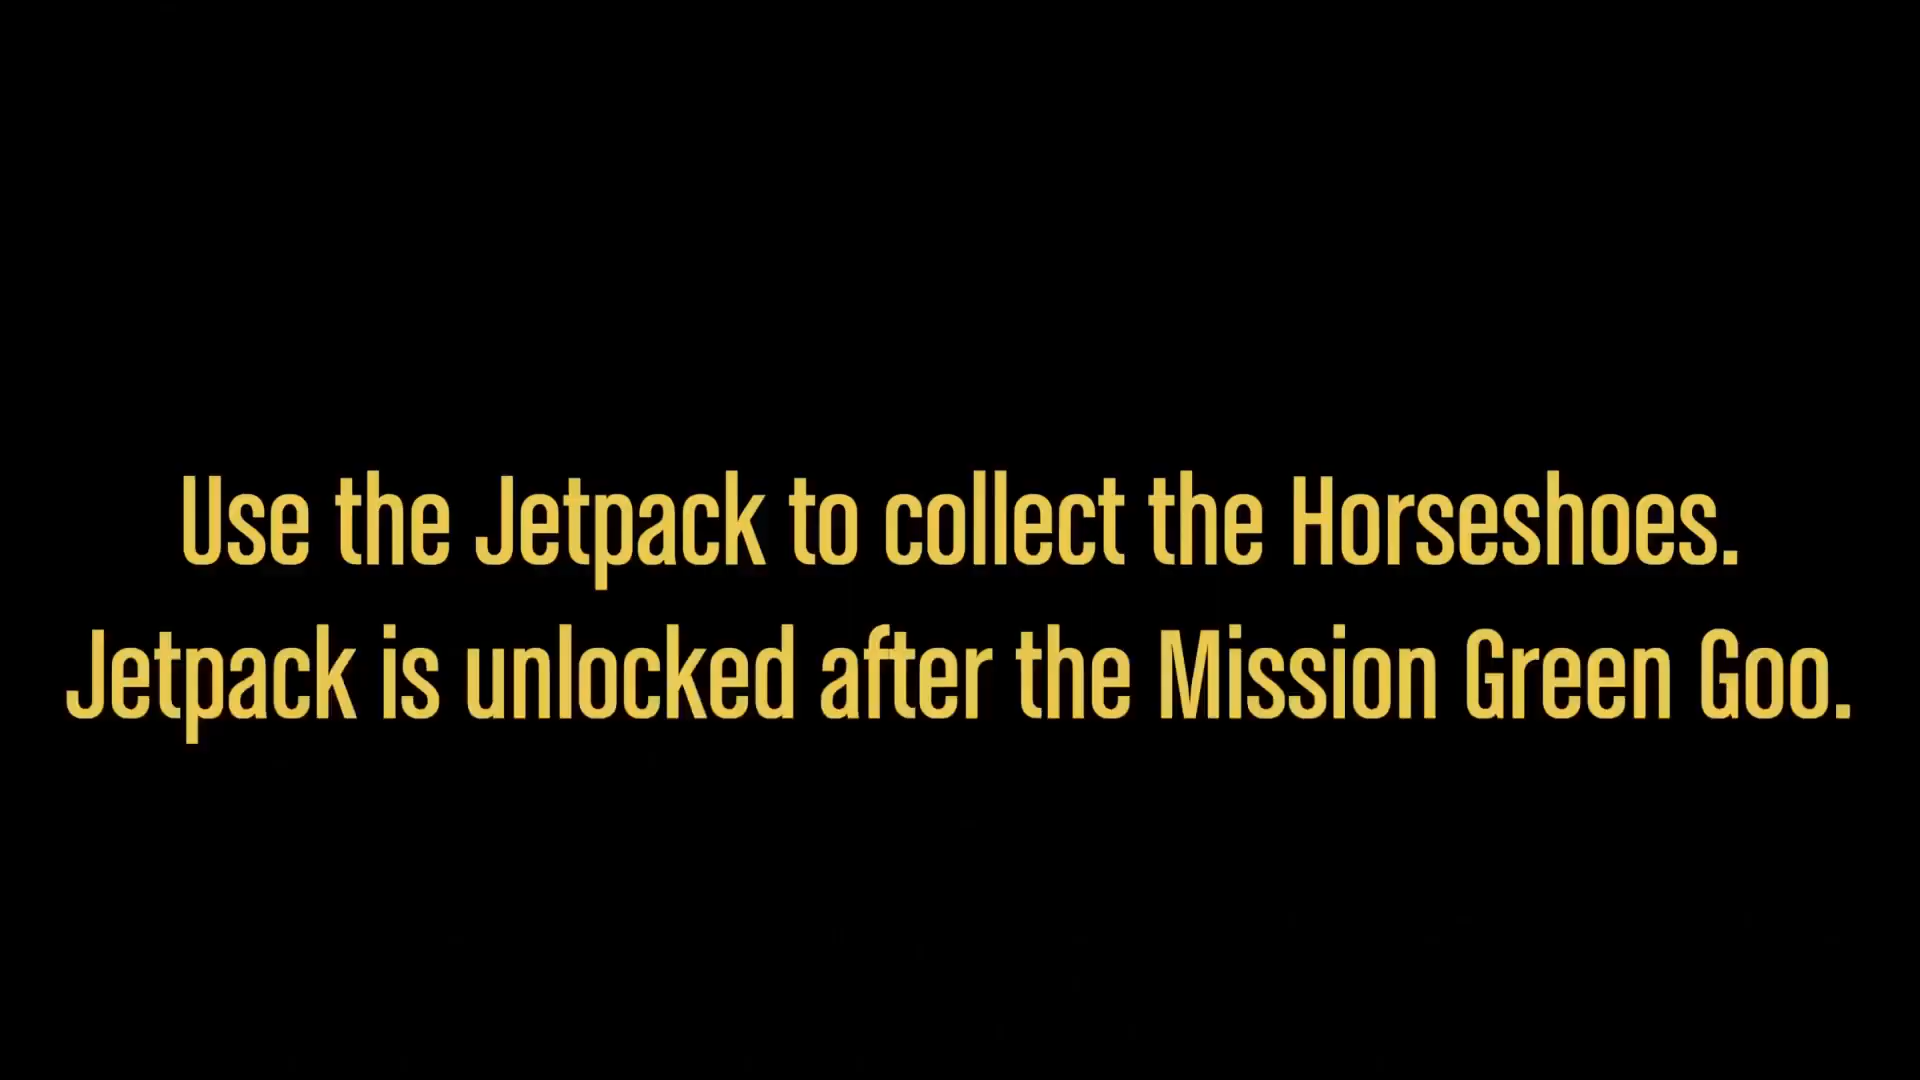 Use the Jetpack to collect the Horseshoes.
Jetpack is unlocked after the Mission Green Goo.